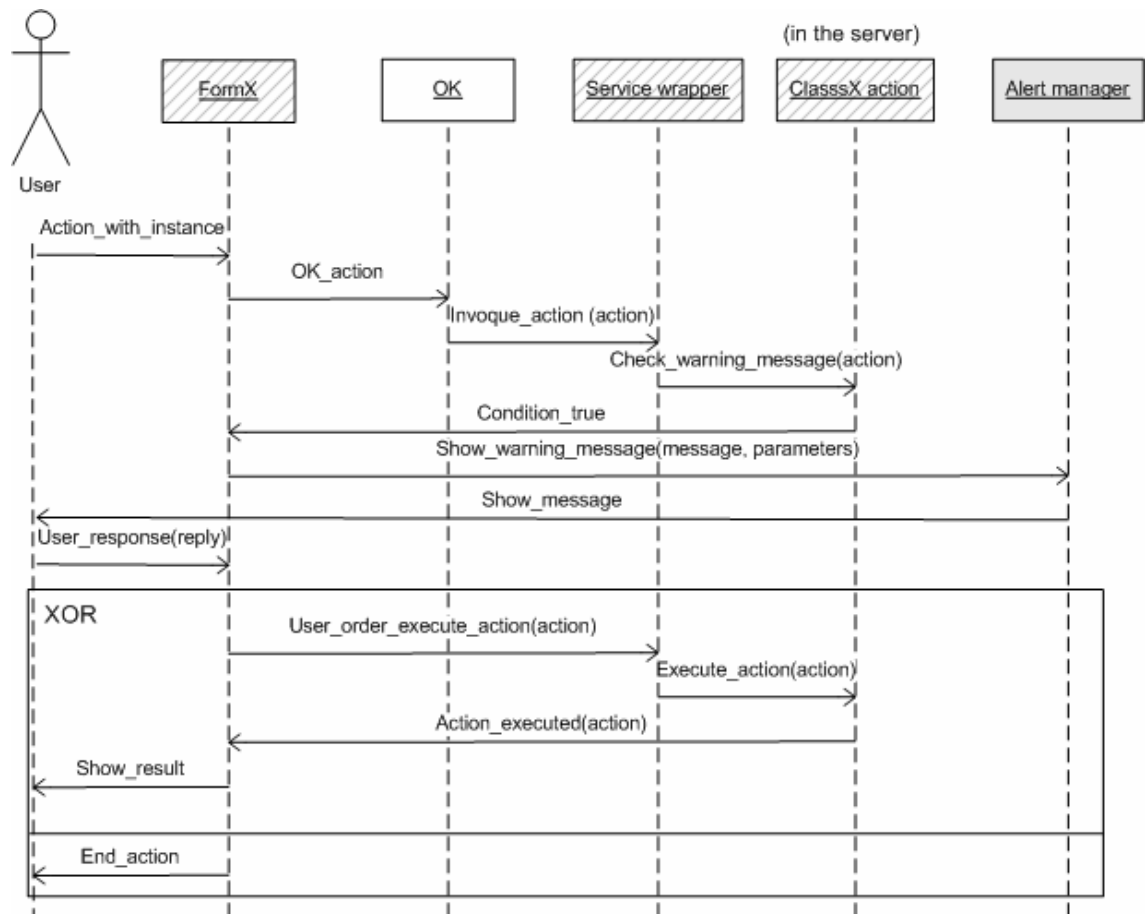 (in the server)
FormX
OK
Service wrapper
ClasssX action
Alert manager
User
Action_with_instance
OK_action
Invoque_action (action)
Check_warning_message(action)
Condition_true
Show_warning_message(message, parameters)
Show_message
User_response(reply)
XOR
User_order_execute_action(action)
Execute_action(action)
Action_executed(action)
Show_result
End_action